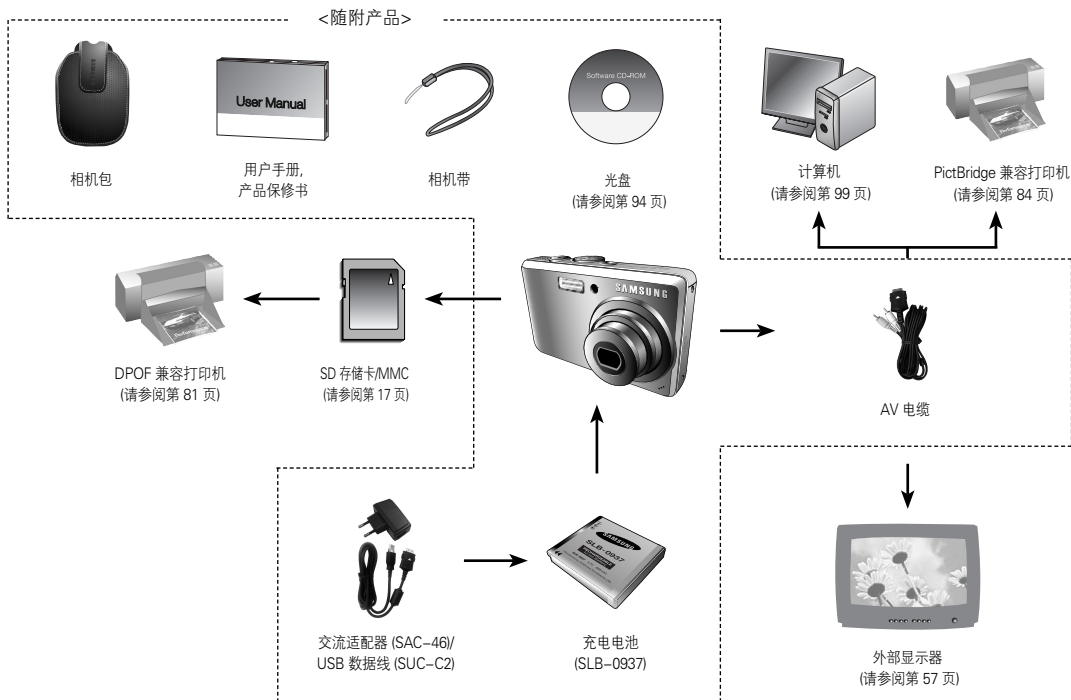 <随附产品>
Software CD-ROM
User Manual
相机包
用户手册,
产品保修书
相机带
光盘
(请参阅第 94 页)
计算机
(请参阅第 99 页)
PictBridge 兼容打印机
(请参阅第 84 页)
SAMSUNG
DPOF 兼容打印机
(请参阅第 81 页)
SD 存储卡/MMC
(请参阅第 17 页)
AV 电缆
SAMSUNG
SLB-0937
交流适配器 (SAC-46)/
USB 数据线 (SUC-C2)
充电电池
(SLB-0937)
外部显示器
(请参阅第 57 页)